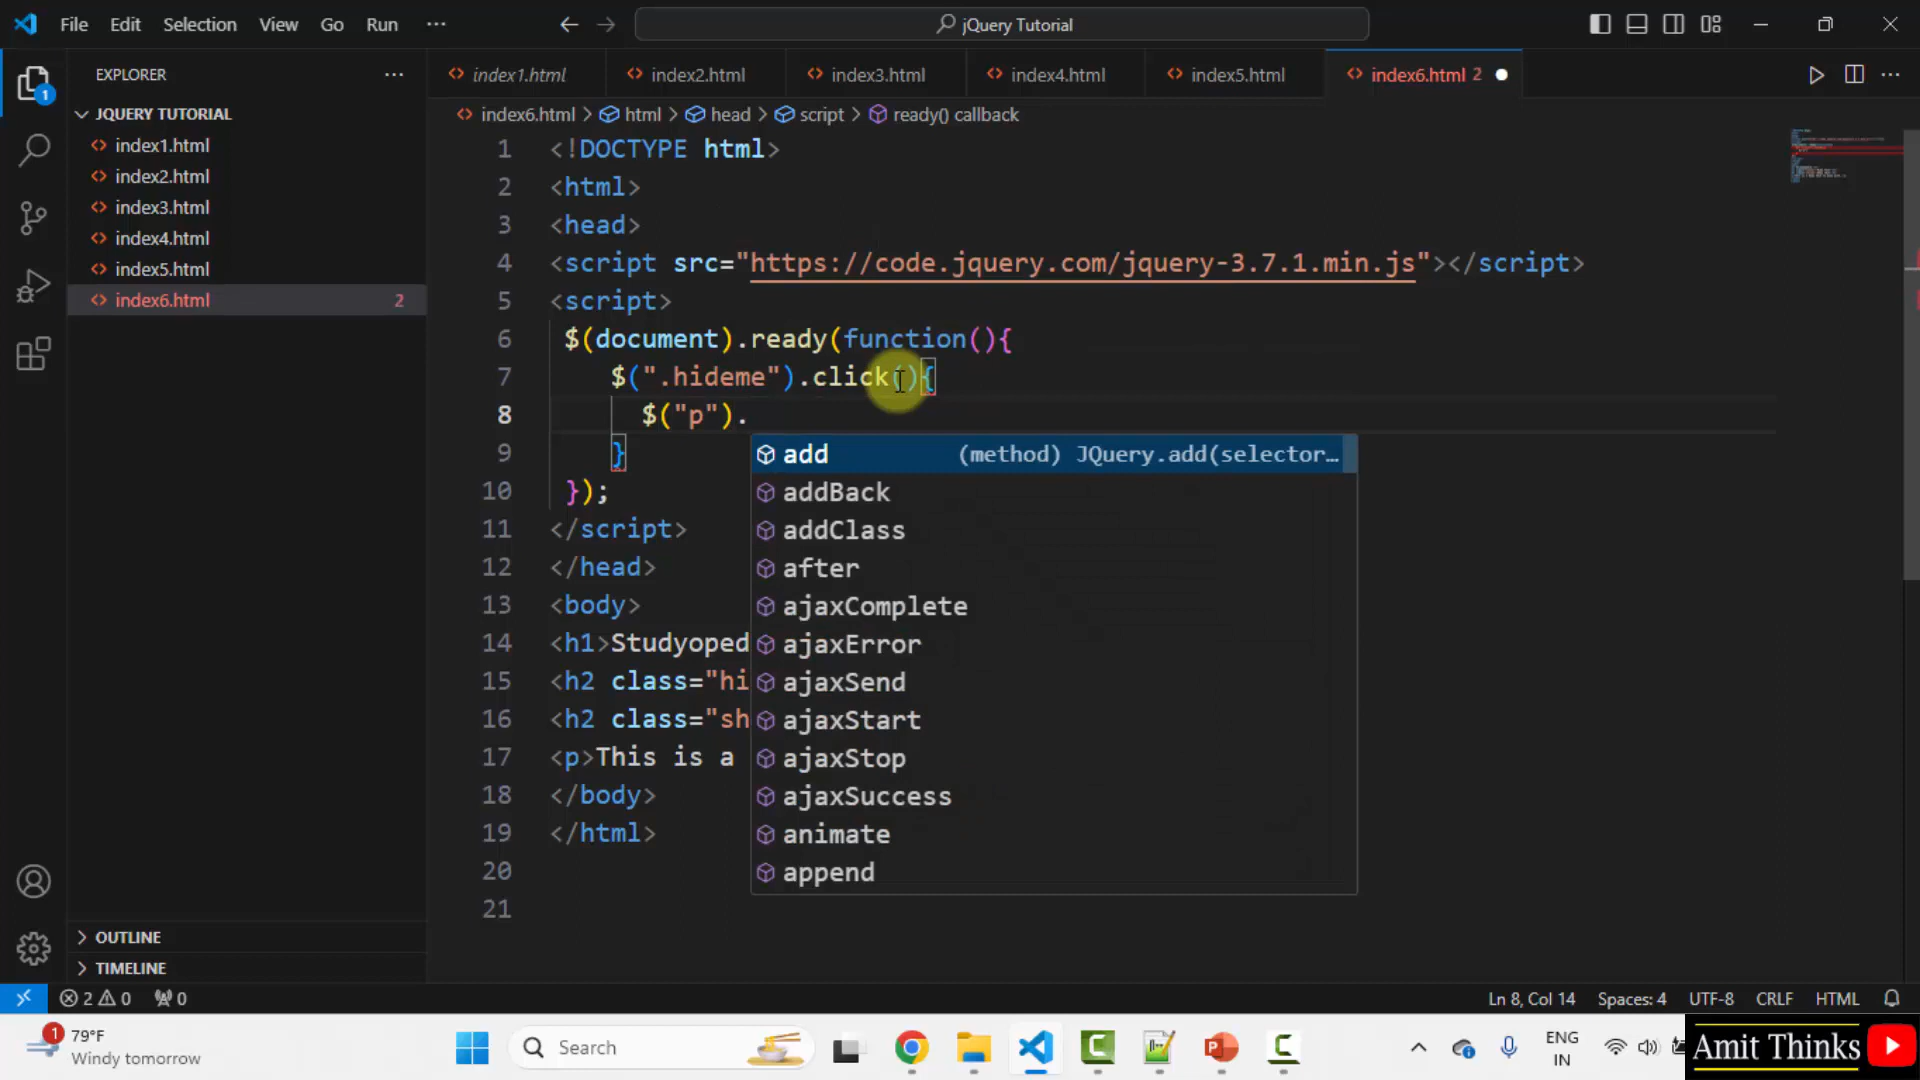 File Edit Selection View Go Run ···
jQuery Tutorial
EXPLORER ···
index1.html index2.html index3.html index4.html index5.html index6.html 2
JQUERY TUTORIAL
index6.html > html > head > script > ready() callback
index1.html
index2.html
index3.html
index4.html
index5.html
index6.html 2
1 <!DOCTYPE html>
2 <html>
3 <head>
4 <script src="https://code.jquery.com/jquery-3.7.1.min.js"></script>
5 <script>
6 $(document).ready(function(){
7 $(".hideme").click(){
8 $("p").
9 }
10 });
11 </script>
12 </head>
13 <body>
14 <h1>Studyoped
15 <h2 class="hi
16 <h2 class="sh
17 <p>This is a
18 </body>
19 </html>
20
21
add (method) JQuery.add(selector…
addBack
addClass
after
ajaxComplete
ajaxError
ajaxSend
ajaxStart
ajaxStop
ajaxSuccess
animate
append
OUTLINE
TIMELINE
2 0 0 Ln 8, Col 14 Spaces: 4 UTF-8 CRLF HTML
1
1
79°F
Windy tomorrow
Search
ENG
IN
Amit Thinks